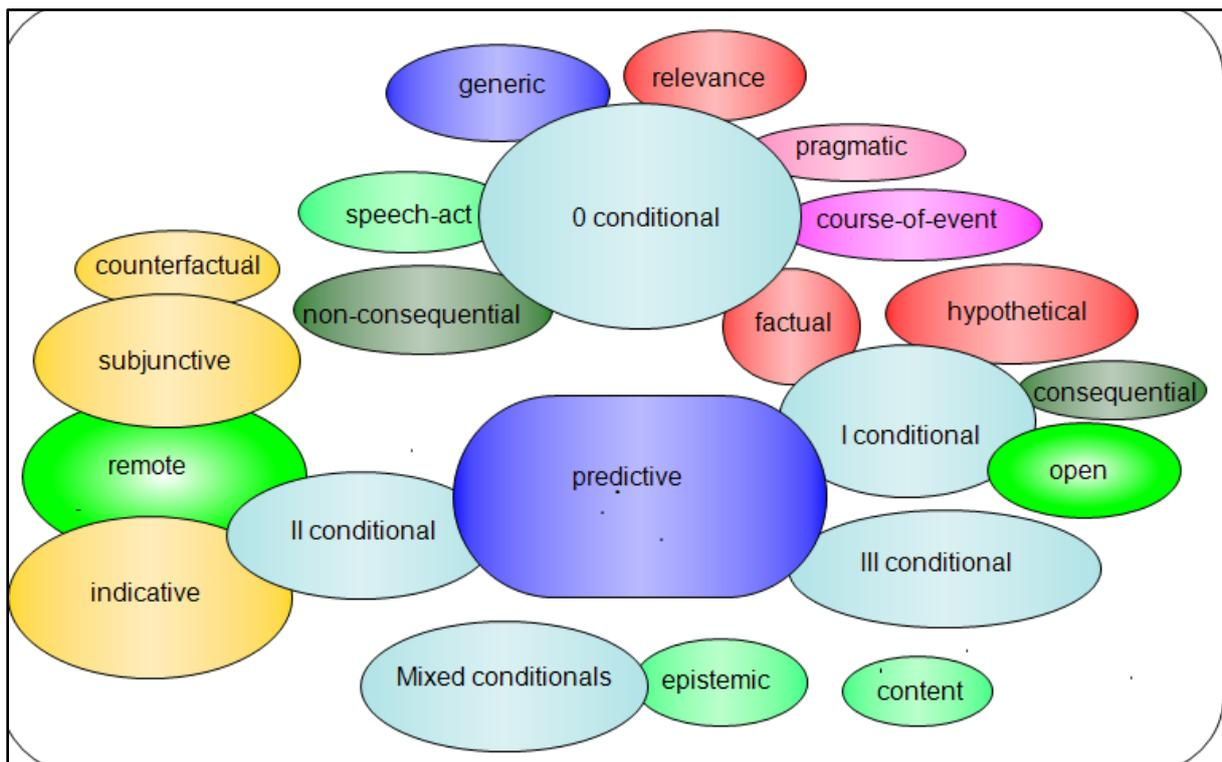 generic
relevance
pragmatic
speech-act
0 conditional
course-of-event
counterfactual
non-consequential
factual
hypothetical
subjunctive
consequential
I conditional
remote
predictive
open
II conditional
III conditional
indicative
Mixed conditionals
epistemic
content